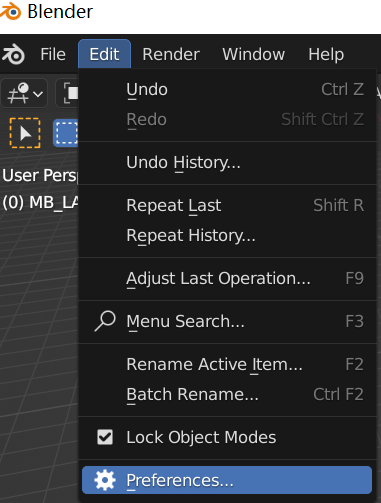 Blender
File Edit Render Window Help
Undo Ctrl Z
Redo Shift Ctrl Z
Undo History...
User Persp
(0) MB_LA
Repeat Last Shift R
Repeat History...
Adjust Last Operation... F9
Menu Search... F3
Rename Active Item... F2
Batch Rename... Ctrl F2
Lock Object Modes
Preferences...